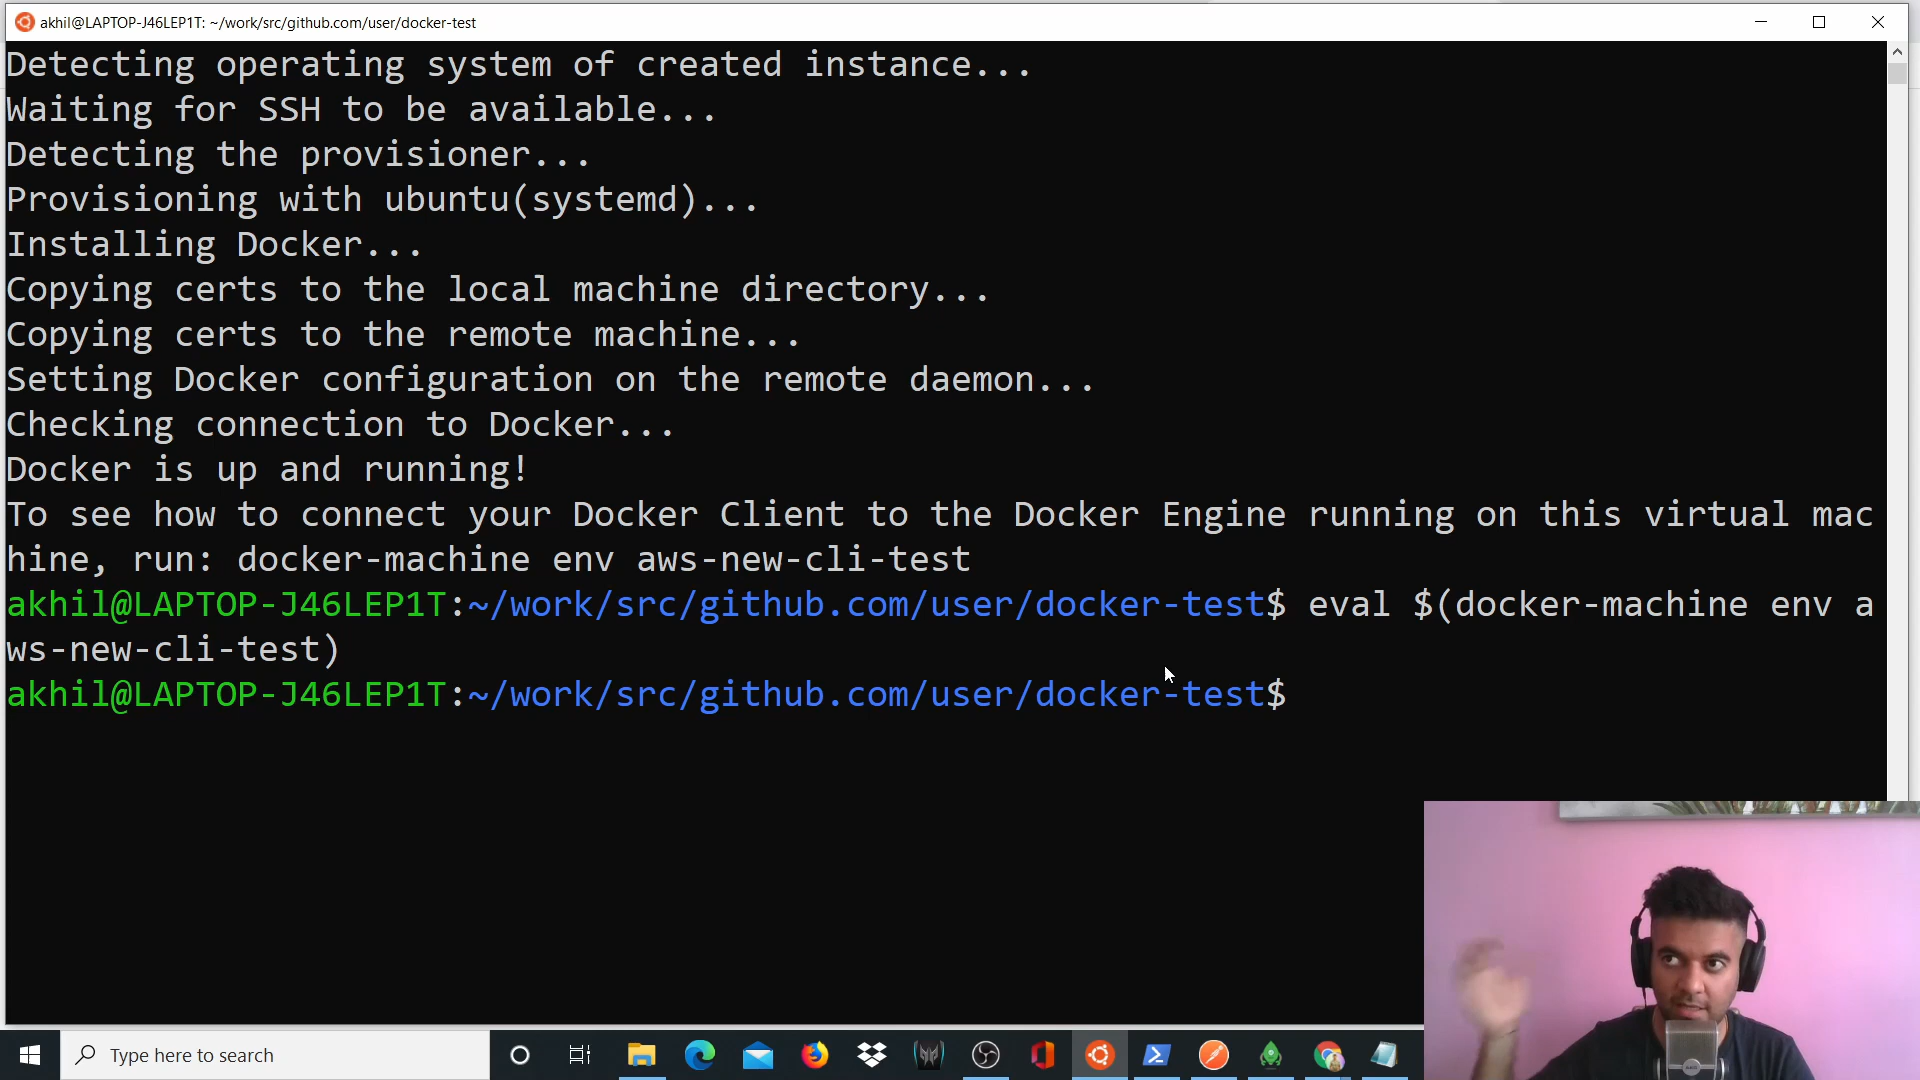 akhil@LAPTOP-J46LEP1T: ~/work/src/github.com/user/docker-test
Detecting operating system of created instance...
Waiting for SSH to be available...
Detecting the provisioner...
Provisioning with ubuntu(systemd)...
Installing Docker...
Copying certs to the local machine directory...
Copying certs to the remote machine...
Setting Docker configuration on the remote daemon...
Checking connection to Docker...
Docker is up and running!
To see how to connect your Docker Client to the Docker Engine running on this virtual mac
hine, run: docker-machine env aws-new-cli-test
akhil@LAPTOP-J46LEP1T:~/work/src/github.com/user/docker-test$ eval $(docker-machine env a
ws-new-cli-test)
akhil@LAPTOP-J46LEP1T:~/work/src/github.com/user/docker-test$
Type here to search